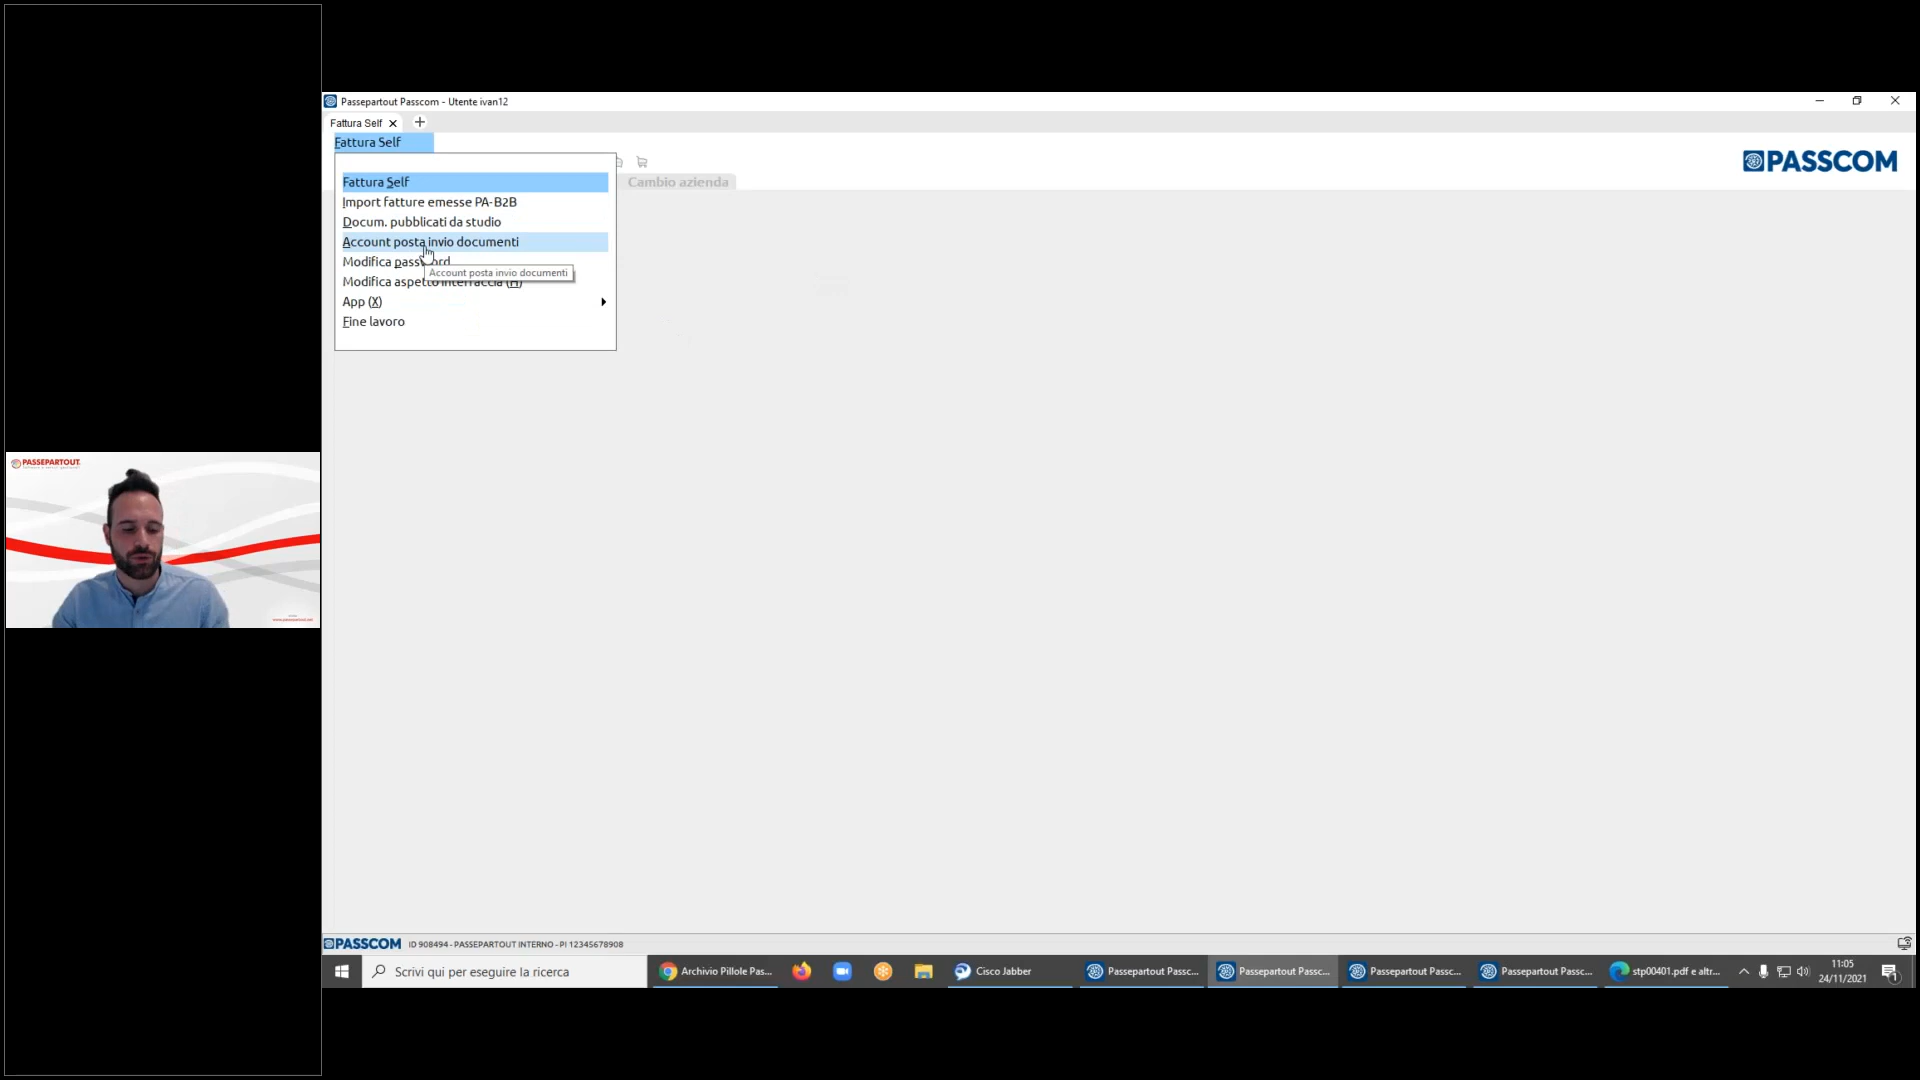 Passepartout Passcom - Utente ivan12
Fattura Self
Fattura Self
Fattura Self
Cambio azienda
PASSCOM
Import fatture emesse PA-B2B
Docum. pubblicati da studio
Account posta invio documenti
Modifica password
Account posta invio documenti
Modifica aspetto interfaccia (H)
App (X)
Fine lavoro
PASSEPARTOUT
PASSCOM ID 908494 - PASSEPARTOUT INTERNO - PI 12345678908
Scrivi qui per eseguire la ricerca
Archivio Pillole Pas...
Cisco Jabber
Passepartout Passc...
Passepartout Passc...
Passepartout Passc...
Passepartout Passc...
stp00401.pdf e altr...
11:05
24/11/2021
1